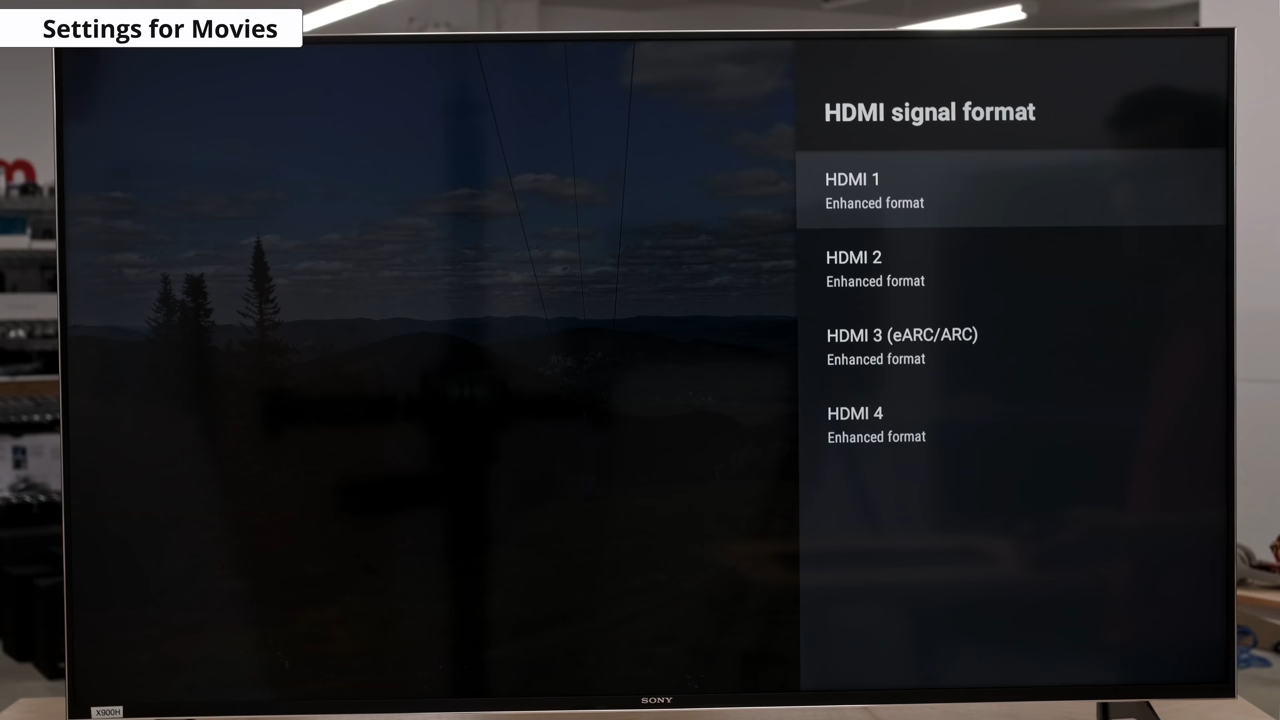 Settings for Movies
HDMI signal format
HDMI 1
Enhanced format
HDMI 2
Enhanced format
HDMI 3 (eARC/ARC)
Enhanced format
HDMI 4
Enhanced format
SONY
X900H
m